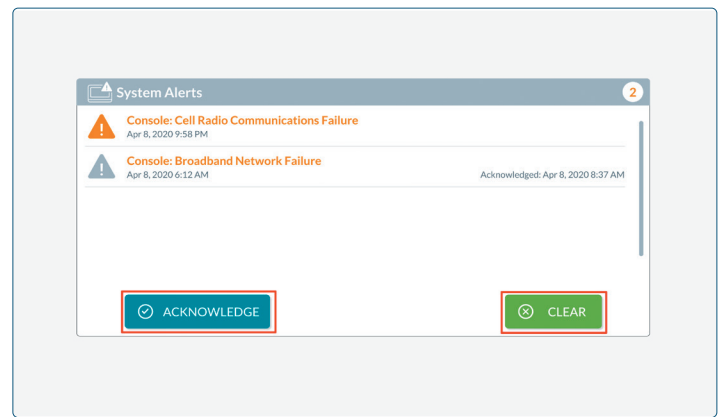 System Alerts
2
Console: Cell Radio Communications Failure
Apr 8, 2020 9:58 PM
Console: Broadband Network Failure
Apr 8, 2020 6:12 AM
Acknowledged: Apr 8, 2020 8:37 AM
ACKNOWLEDGE
CLEAR